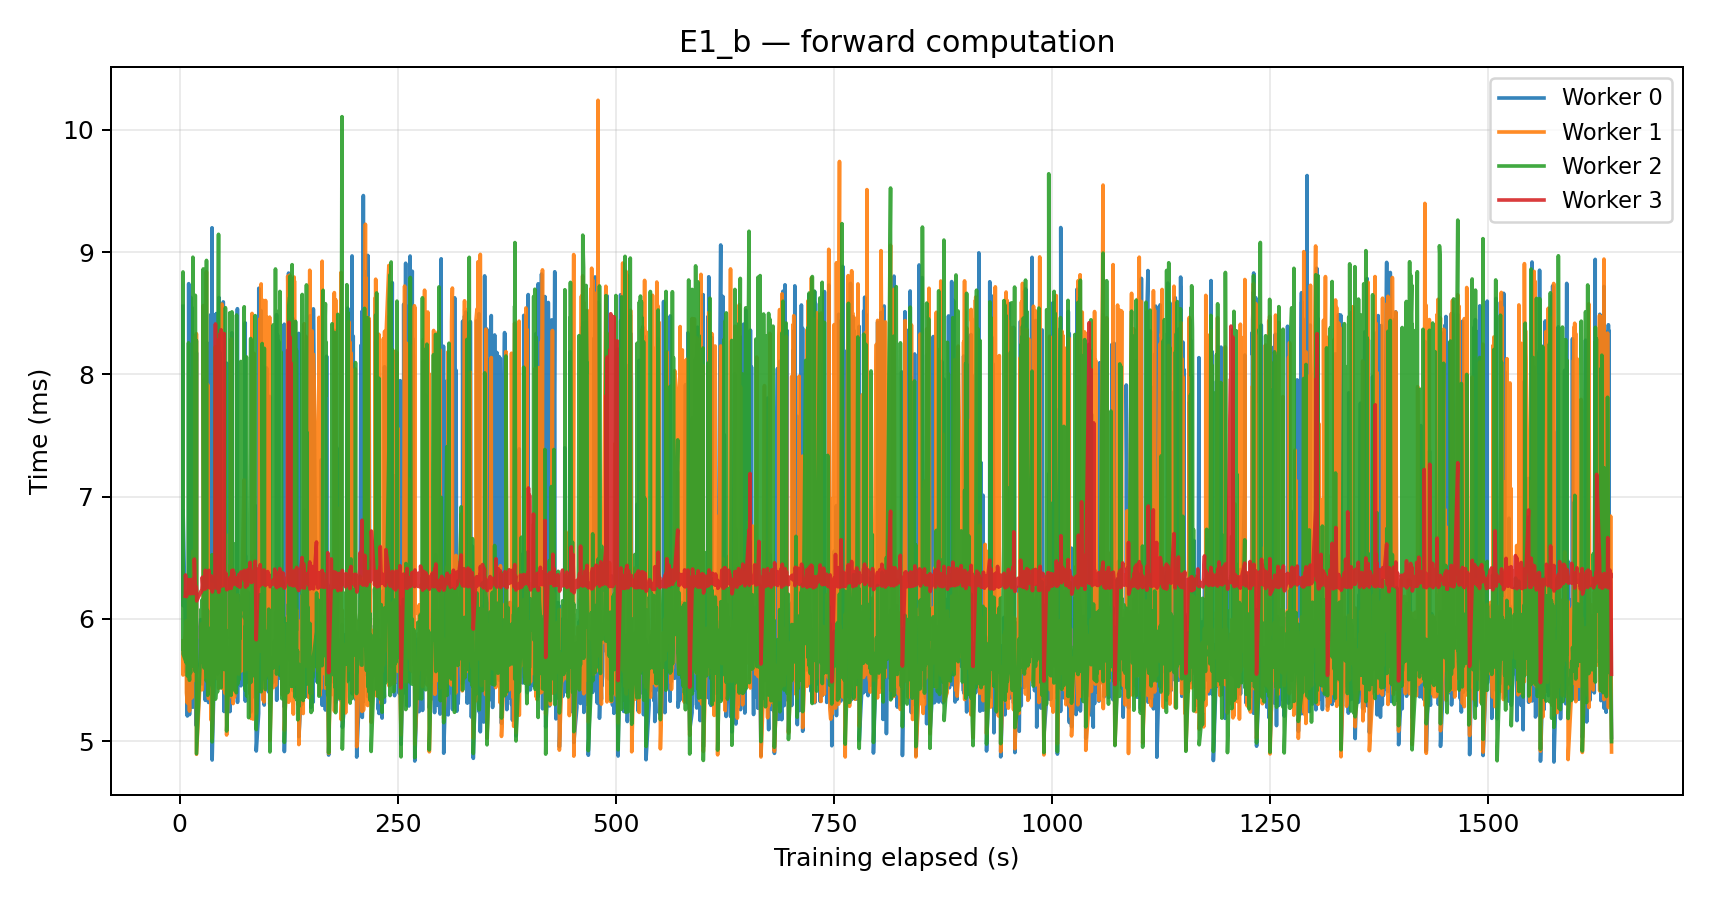 E1_b — forward computation
Time (ms)
10
9
8
7
6
5
0
250
500
750
1000
1250
1500
Training elapsed (s)
Worker 0
Worker 1
Worker 2
Worker 3